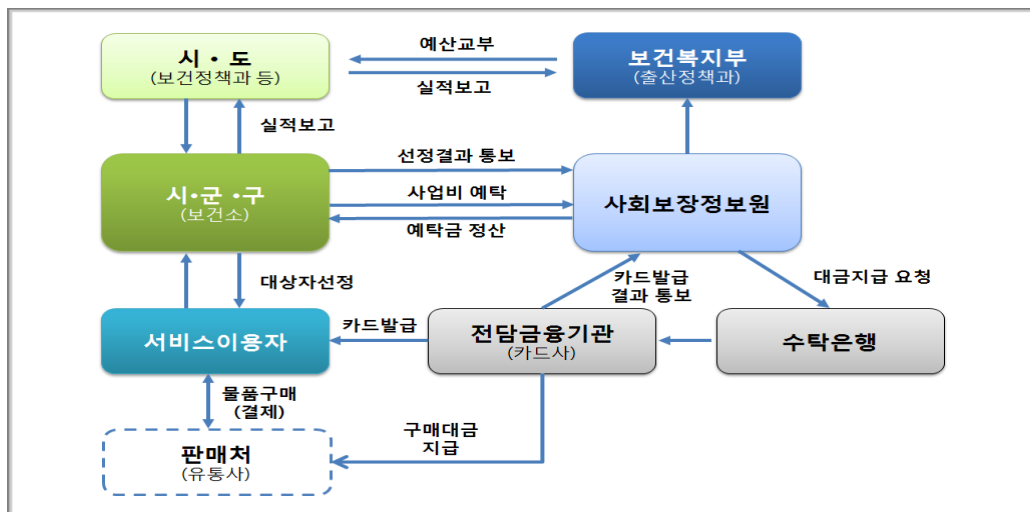 시・도
(보건정책과 등)
예산교부
실적보고
보건복지부
(출산정책과)
실적보고
시・군・구
(보건소)
선정결과 통보
사업비 예탁
예탁금 정산
사회보장정보원
대상자선정
카드발급
결과 통보
대금지급 요청
서비스이용자
카드발급
전담금융기관
(카드사)
수탁은행
물품구매
(결제)
구매대금
지급
판매처
(유통사)